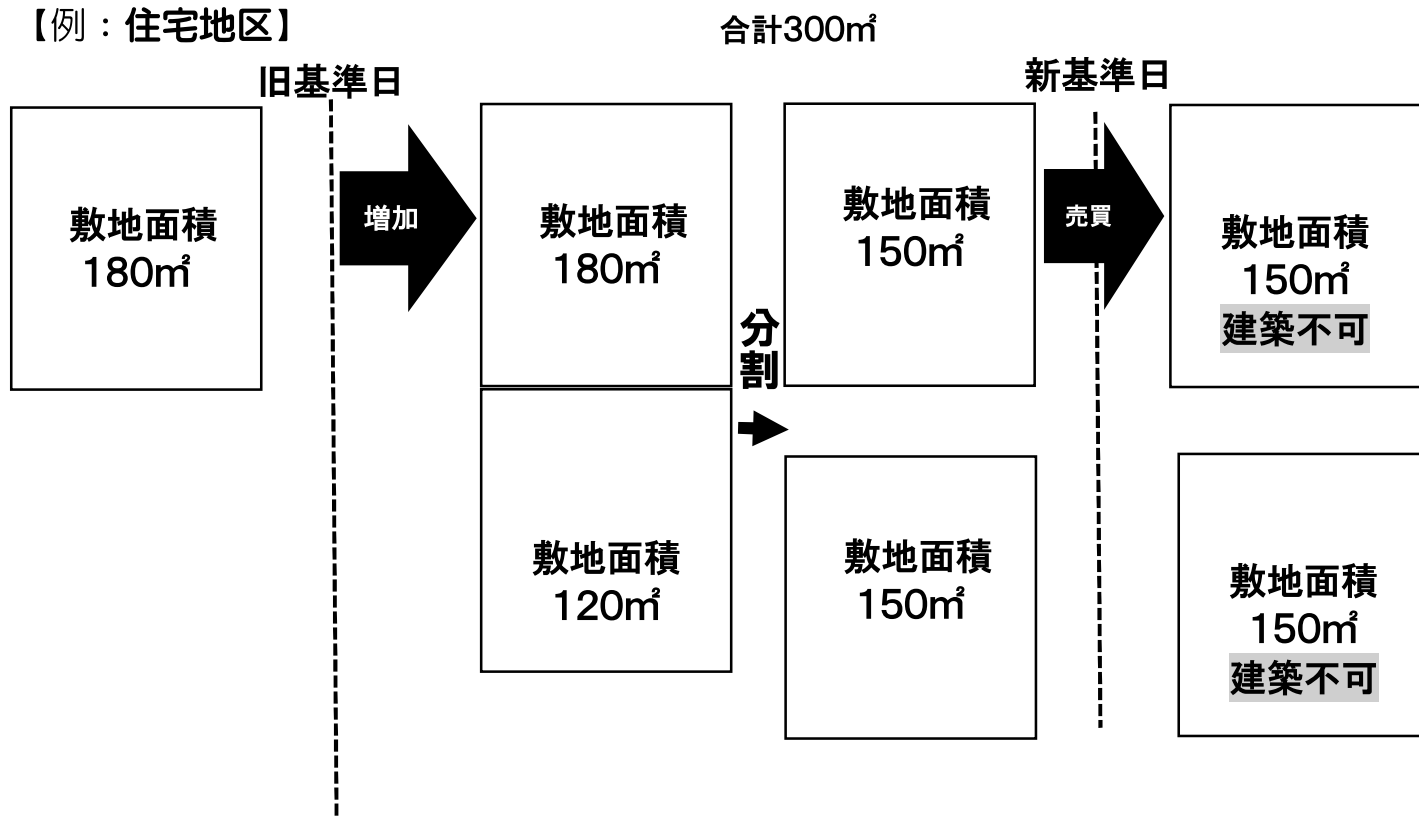 【例：住宅地区】
合計300㎡
旧基準日
新基準日
敷地面積
180㎡
増加
敷地面積
180㎡
敷地面積
120㎡
分割
敷地面積
150㎡
敷地面積
150㎡
売買
敷地面積
150㎡
建築不可
敷地面積
150㎡
建築不可